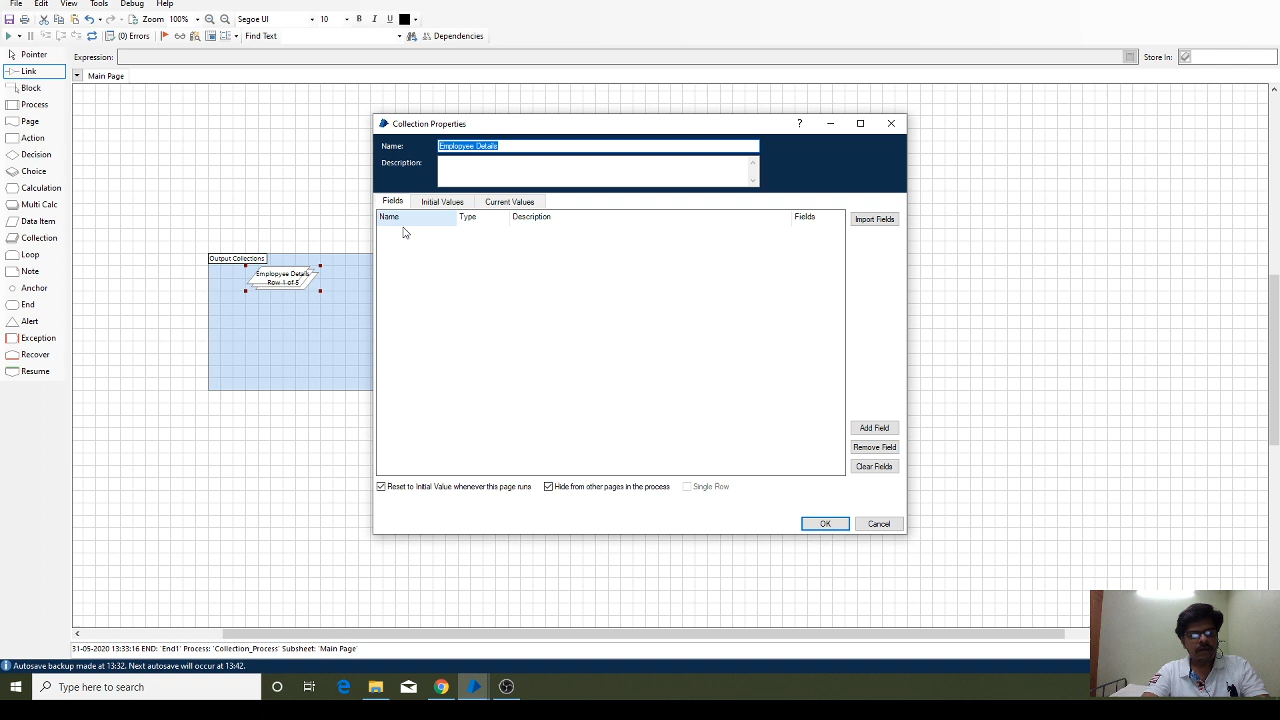 File Edit View Tools Debug Help
Zoom 100% Segoe UI 10 B I U
(0) Errors Find Text Dependencies
Expression: Store In:
Pointer
Link
Block
Process
Page
Action
Decision
Choice
Calculation
Multi Calc
Data Item
Collection
Loop
Note
Anchor
End
Alert
Exception
Recover
Resume
Main Page
Output Collections
Emplopyee Details
Row 1 of 5
Collection Properties
?
Name: Emplopyee Details
Description:
Fields Initial Values Current Values
Name Type Description Fields
Import Fields
Add Field
Remove Field
Clear Fields
Reset to Initial Value whenever this page runs Hide from other pages in the process Single Row
OK Cancel
31-05-2020 13:33:16 END: 'End1' Process: 'Collection_Process' Subsheet: 'Main Page'
Autosave backup made at 13:32. Next autosave will occur at 13:42.
Type here to search